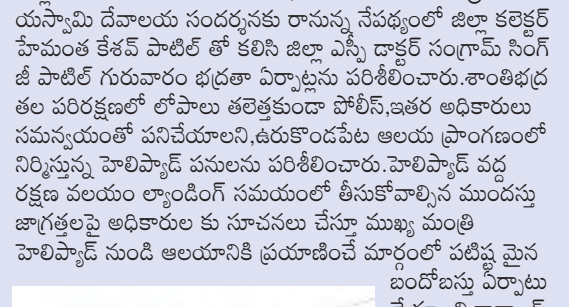 యస్వామి దేవాలయ సందర్శనకు రానున్న నేపథ్యంలో జిల్లా కలెక్టర్
హేమంత కేశవ్ పాటిల్ తో కలిసి జిల్లా ఎస్పీ డాక్టర్ సంగ్రామ్ సింగ్
జీ పాటిల్ గురువారం భద్రతా ఏర్పాట్లను పరిశీలించారు.శాంతిభద్ర
తల పరిరక్షణలో లోపాలు తలెత్తకుండా పోలీస్,ఇతర అధికారులు
సమన్వయంతో పనిచేయాలని,ఉరుకొండపేట ఆలయ ప్రాంగణంలో
నిర్మిస్తున్న హెలిప్యాడ్ పనులను పరిశీలించారు.హెలిప్యాడ్ వద్ద
రక్షణ వలయం ల్యాండింగ్ సమయంలో తీసుకోవాల్సిన ముందస్తు
జాగ్రత్తలపై అధికారుల కు సూచనలు చేస్తూ ముఖ్య మంత్రి
హెలిప్యాడ్ నుండి ఆలయానికి ప్రయాణించే మార్గంలో పటిష్ట మైన
బందోబస్తు ఏర్పాటు